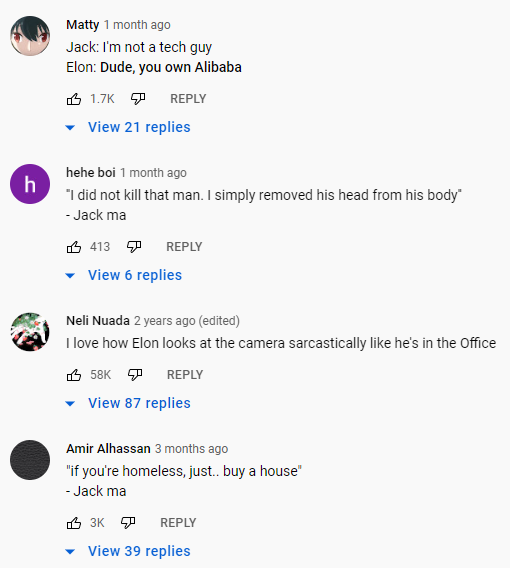 Matty 1 month ago
Jack: I'm not a tech guy
Elon: Dude, you own Alibaba
1.7K REPLY
View 21 replies
h
hehe boi 1 month ago
"I did not kill that man. I simply removed his head from his body"
- Jack ma
413 REPLY
View 6 replies
Neli Nuada 2 years ago (edited)
I love how Elon looks at the camera sarcastically like he's in the Office
58K REPLY
View 87 replies
Amir Alhassan 3 months ago
"if you're homeless, just.. buy a house"
- Jack ma
3K REPLY
View 39 replies